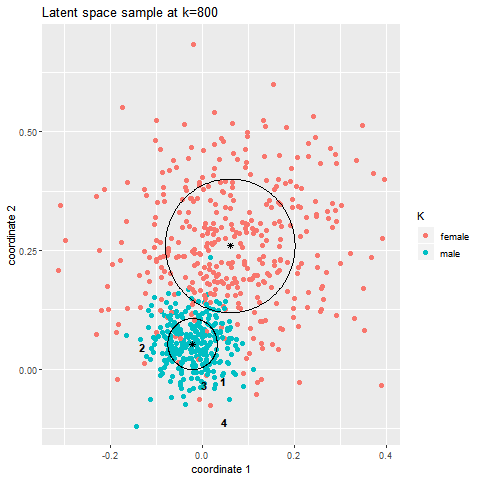 Latent space sample at k=800
0.50
0.25
0.00
-0.2
0.0
0.2
0.4
coordinate 1
coordinate 2
K
female
male
2
1
3
4